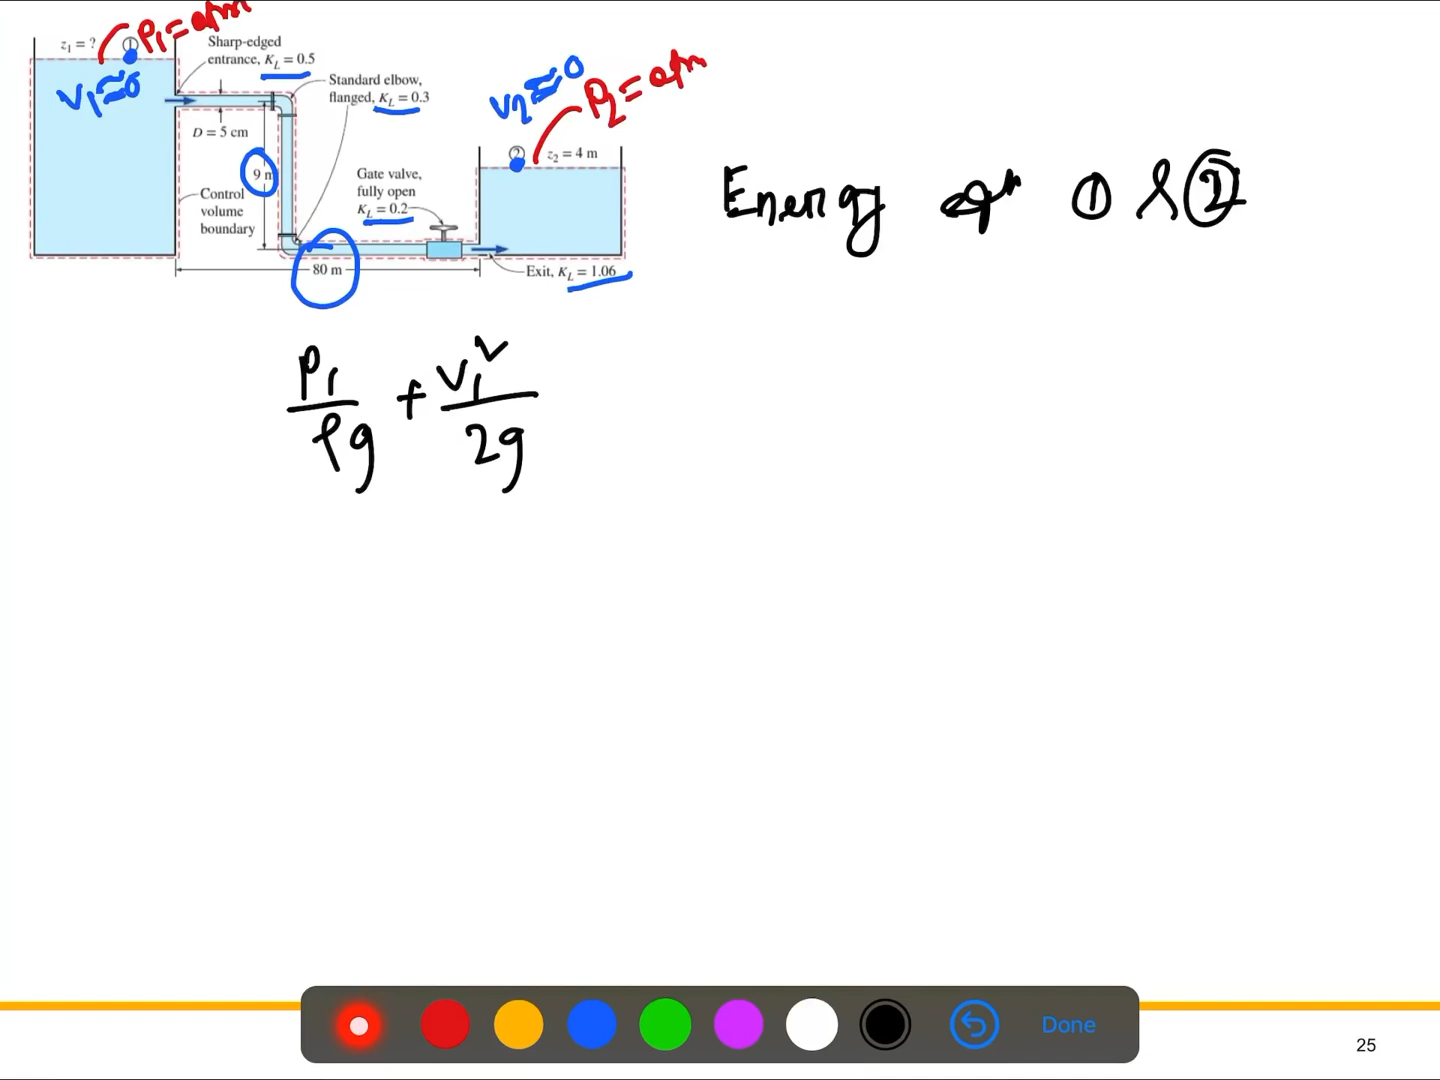 z₁ = ? ① P₁ = atm
V₁ ≈ 0
Sharp-edged
entrance, K_L = 0.5
Standard elbow,
flanged, K_L = 0.3
D = 5 cm
9 m
Control
volume
boundary
Gate valve,
fully open
K_L = 0.2
V₂ ≈ 0
P₂ = atm
② z₂ = 4 m
80 m
Exit, K_L = 1.06
Energy ① & ②
P₁/ρg + V₁²/2g
Done
25